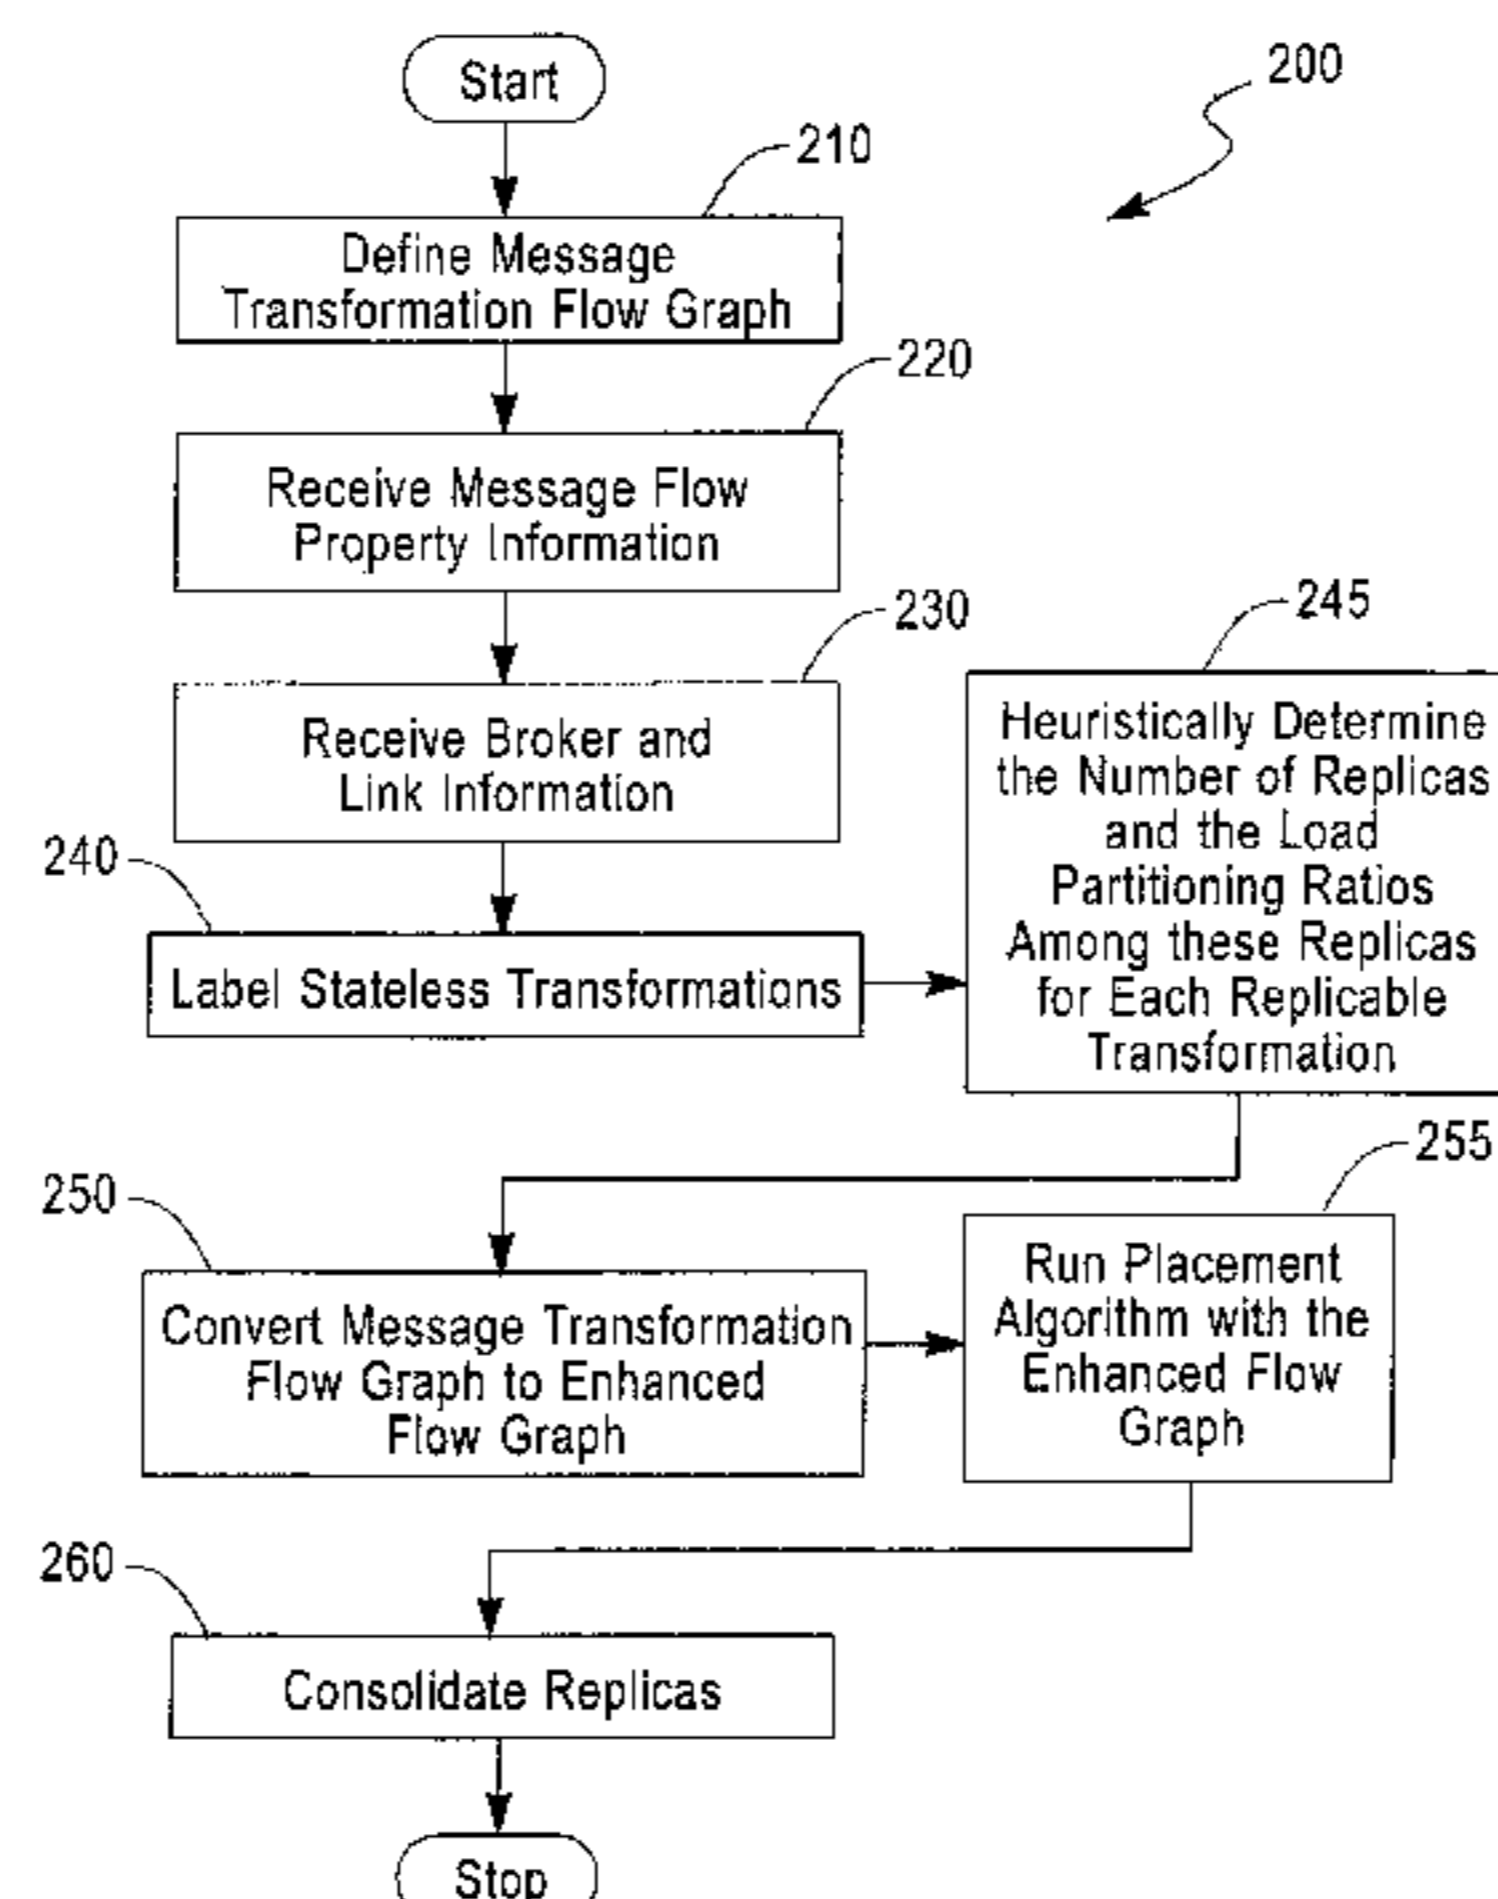 Start
200
210
Define Message
Transformation Flow Graph
220
Receive Message Flow
Property Information
230
Receive Broker and
Link Information
240
Label Stateless Transformations
245
Heuristically Determine
the Number of Replicas
and the Load
Partitioning Ratios
Among these Replicas
for Each Replicable
Transformation
250
Convert Message Transformation
Flow Graph to Enhanced
Flow Graph
255
Run Placement
Algorithm with the
Enhanced Flow
Graph
260
Consolidate Replicas
Stop